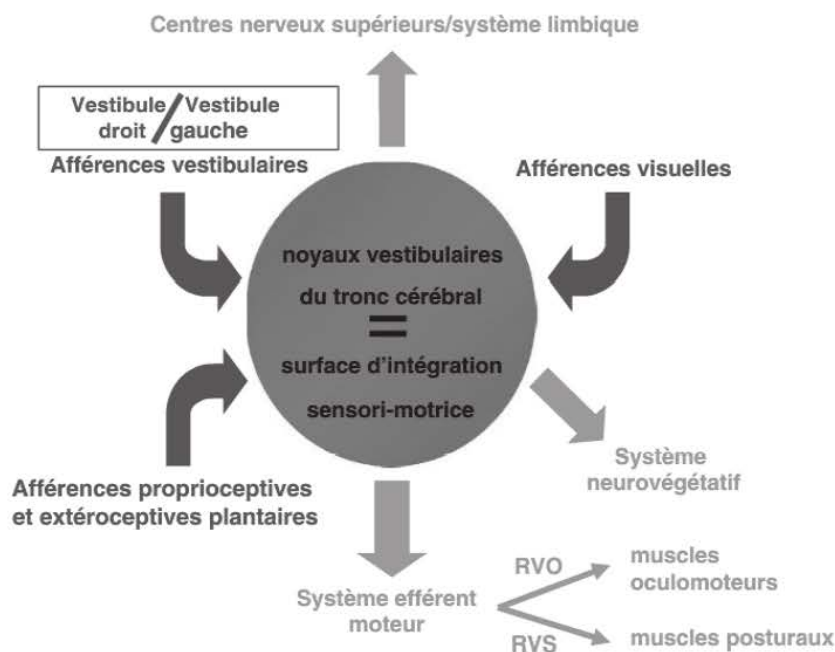 Centres nerveux supérieurs/système limbique
Vestibule / Vestibule
droit / gauche
Afférences vestibulaires
Afférences visuelles
noyaux vestibulaires
du tronc cérébral
=
surface d'intégration
sensori-motrice
Afférences proprioceptives
et extéroceptives plantaires
Système
neurovégétatif
Système efférent
moteur
RVO
muscles
oculomoteurs
RVS
muscles posturaux